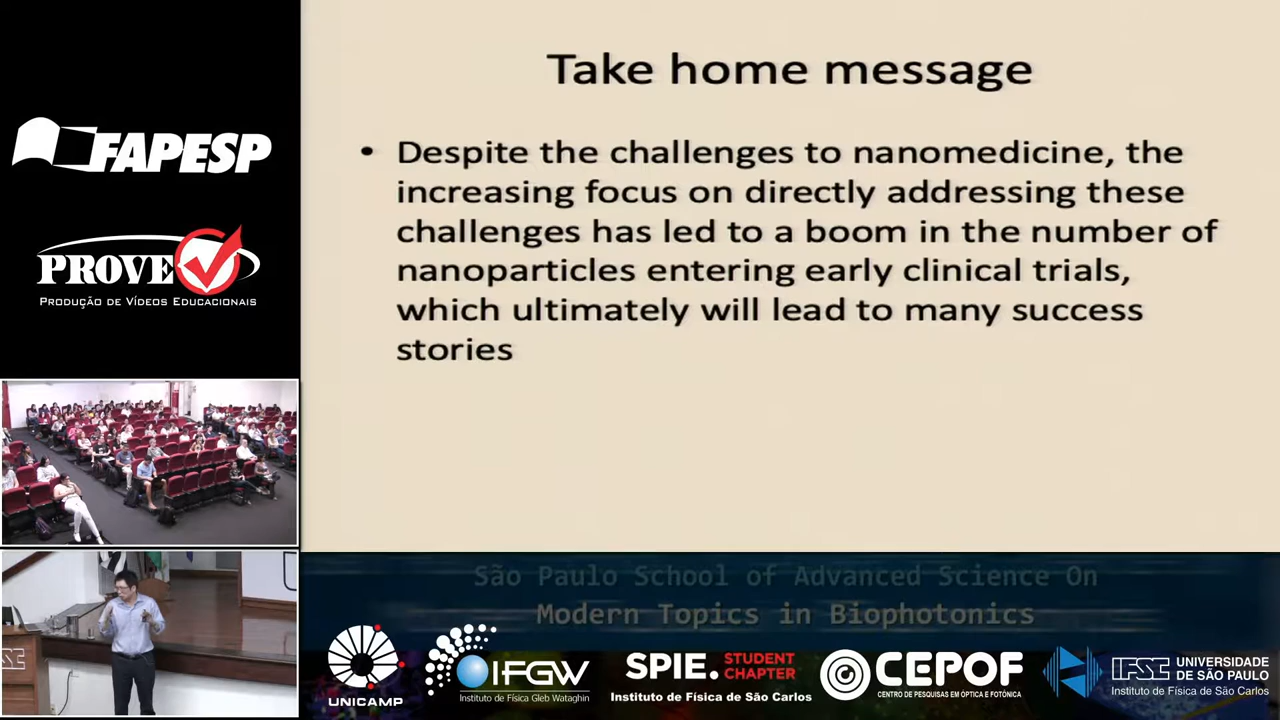 Take home message
• Despite the challenges to nanomedicine, the
increasing focus on directly addressing these
challenges has led to a boom in the number of
nanoparticles entering early clinical trials,
which ultimately will lead to many success
stories
FAPESP
PROVE
PRODUÇÃO DE VÍDEOS EDUCACIONAIS
São Paulo School of Advanced Science On
Modern Topics in Biophotonics
UNICAMP
IFGW
Instituto de Física Gleb Wataghin
SPIE. STUDENT
CHAPTER
Instituto de Física de São Carlos
CEPOF
CENTRO DE PESQUISAS EM ÓPTICA E FOTÔNICA
IFSC UNIVERSIDADE
DE SÃO PAULO
Instituto de Física de São Carlos